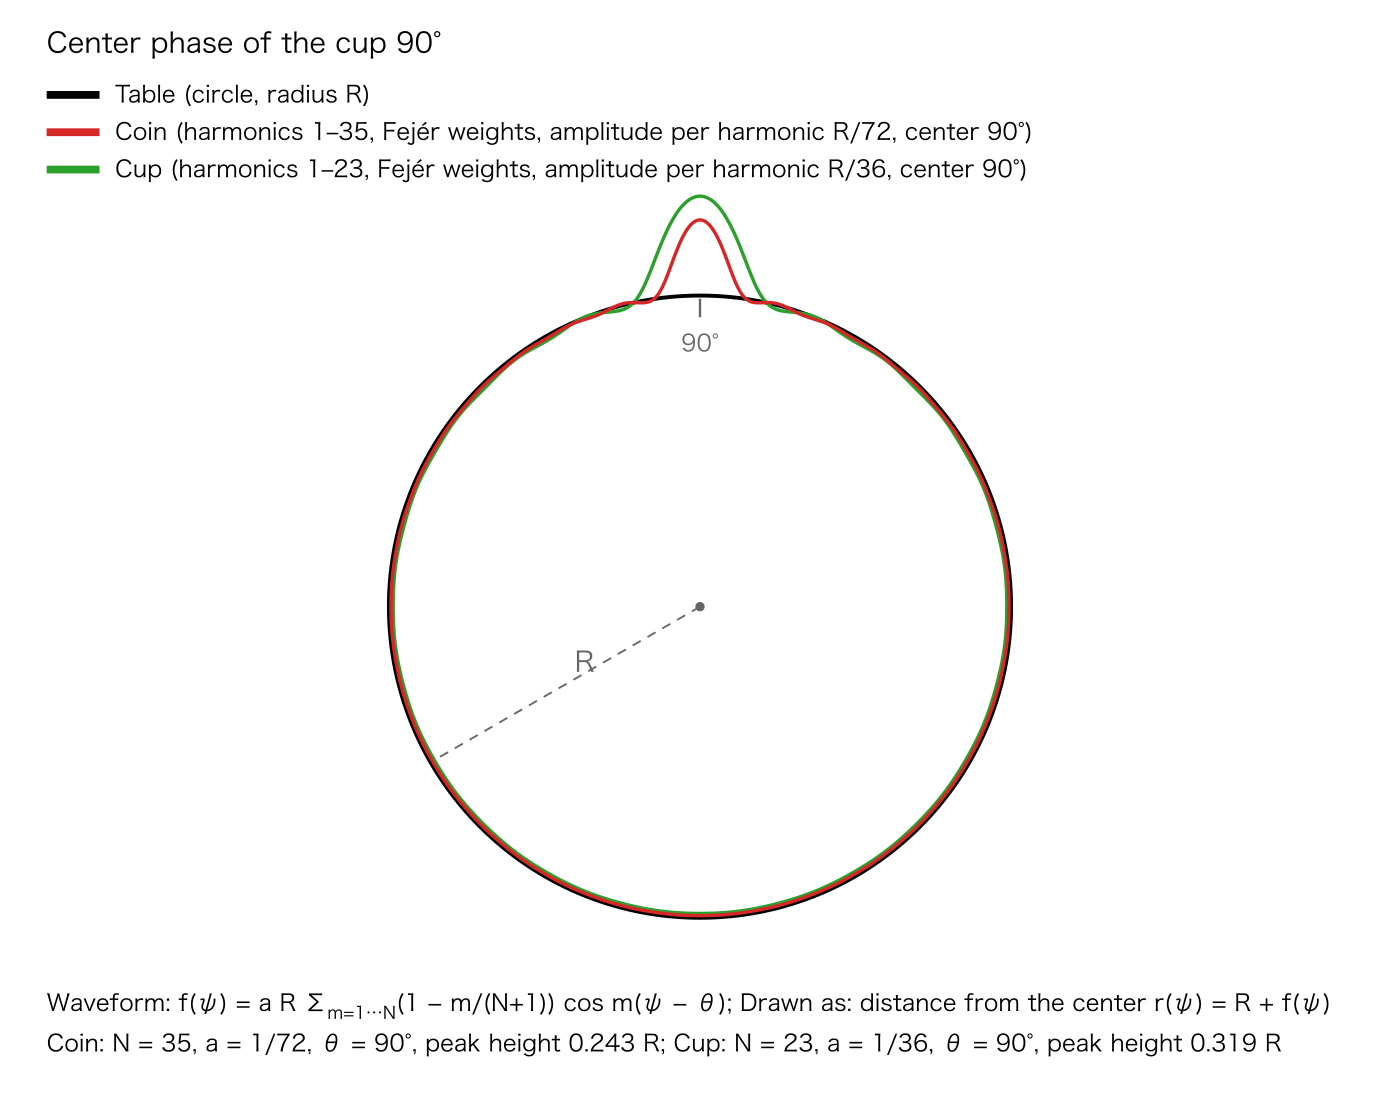 Center phase of the cup 90°
Table (circle, radius R)
Coin (harmonics 1–35, Fejér weights, amplitude per harmonic R/72, center 90°)
Cup (harmonics 1–23, Fejér weights, amplitude per harmonic R/36, center 90°)
90°
R
Waveform: f(ψ) = a R Σm=1⋯N(1 − m/(N+1)) cos m(ψ − θ); Drawn as: distance from the center r(ψ) = R + f(ψ)
Coin: N = 35, a = 1/72, θ = 90°, peak height 0.243 R; Cup: N = 23, a = 1/36, θ = 90°, peak height 0.319 R